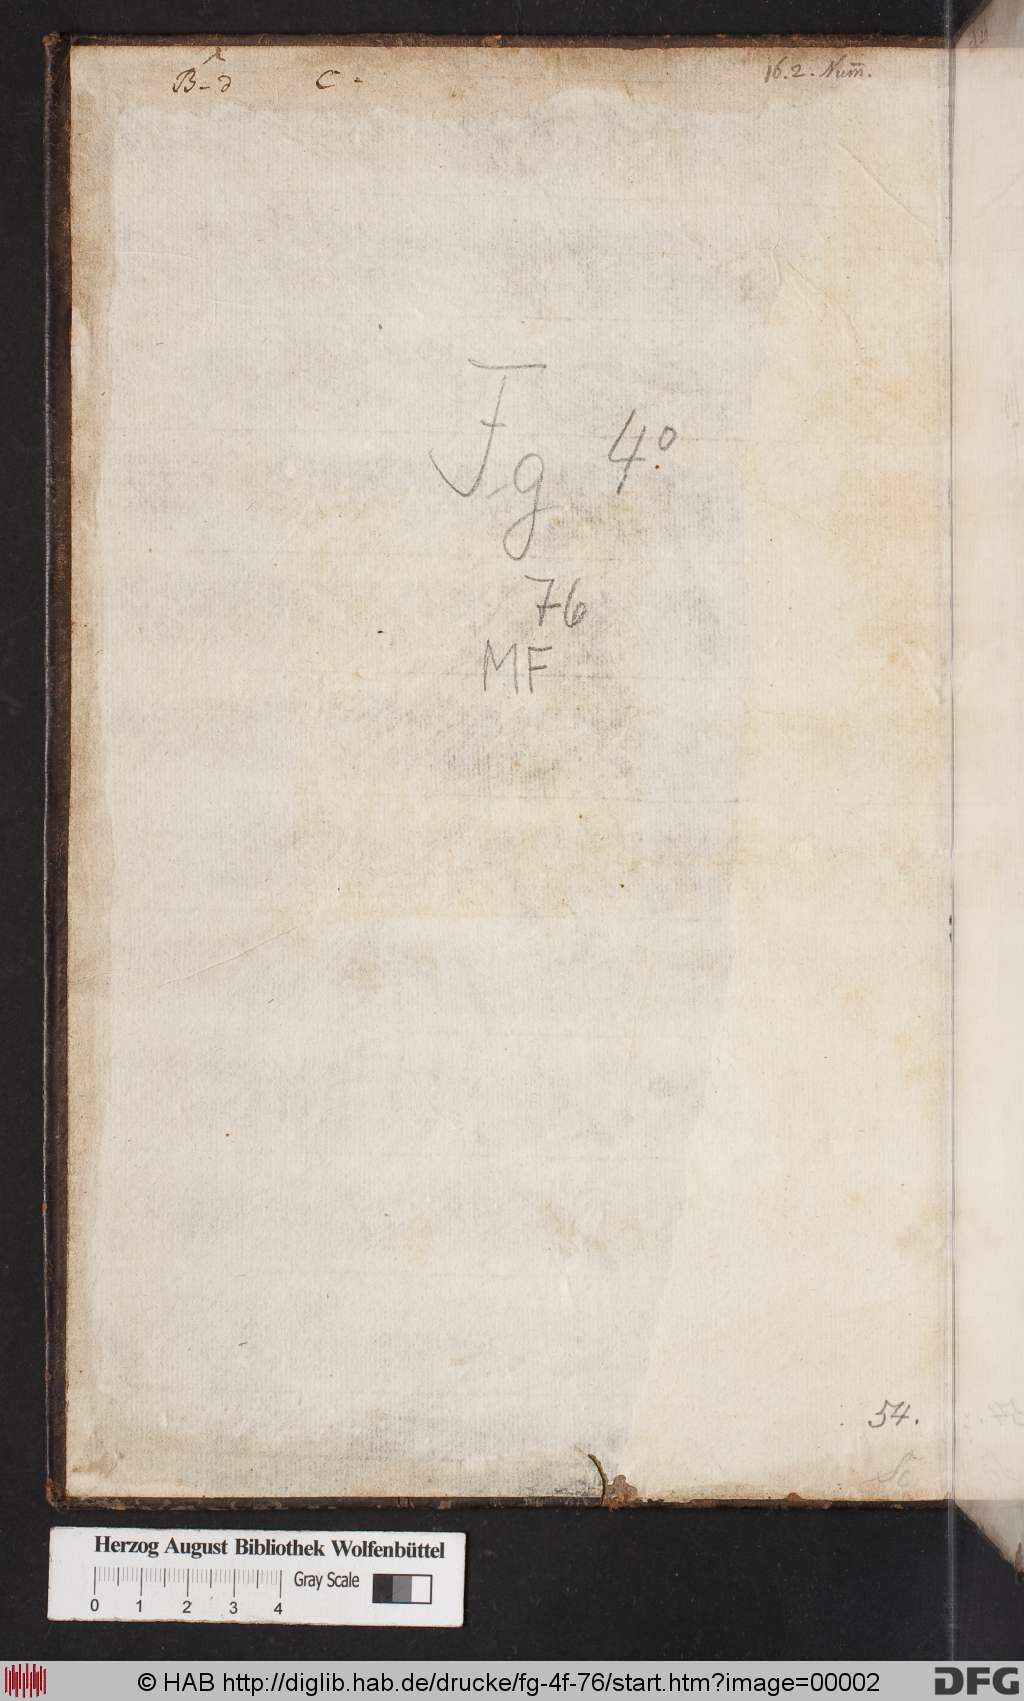 B-d C -
16.2. Num̄.
Fg 4.º
76
MF
54.
Sc
Herzog August Bibliothek Wolfenbüttel
Gray Scale
0 1 2 3 4
© HAB http://diglib.hab.de/drucke/fg-4f-76/start.htm?image=00002
DFG